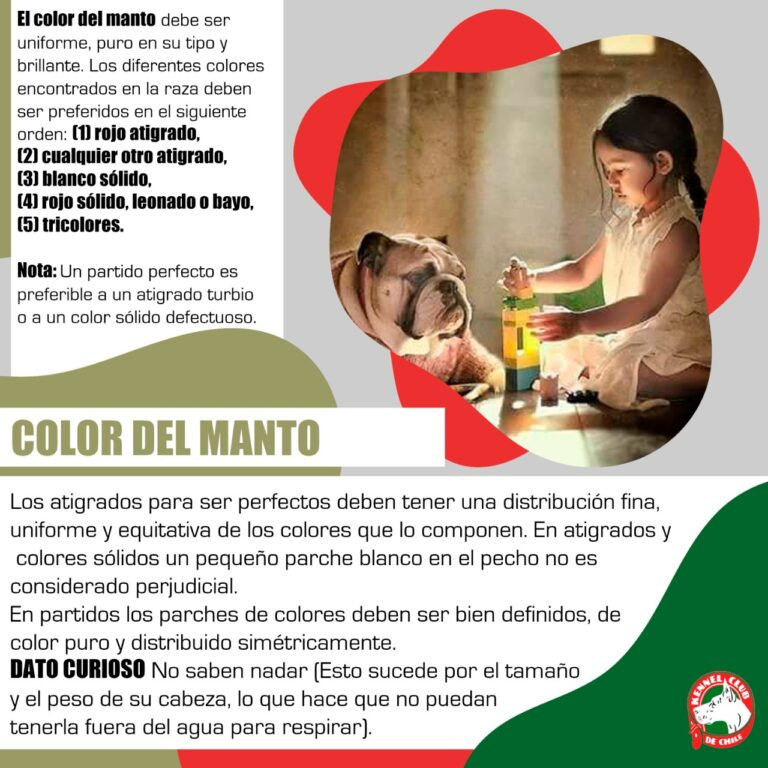 El color del manto debe ser
uniforme, puro en su tipo y
brillante. Los diferentes colores
encontrados en la raza deben
ser preferidos en el siguiente
orden: (1) rojo atigrado,
(2) cualquier otro atigrado,
(3) blanco sólido,
(4) rojo sólido, leonado o bayo,
(5) tricolores.
Nota: Un partido perfecto es
preferible a un atigrado turbio
o a un color sólido defectuoso.
COLOR DEL MANTO
Los atigrados para ser perfectos deben tener una distribución fina,
uniforme y equitativa de los colores que lo componen. En atigrados y
colores sólidos un pequeño parche blanco en el pecho no es
considerado perjudicial.
En partidos los parches de colores deben ser bien definidos, de
color puro y distribuido simétricamente.
DATO CURIOSO No saben nadar (Esto sucede por el tamaño
y el peso de su cabeza, lo que hace que no puedan
tenerla fuera del agua para respirar).
KENNEL CLUB
DE CHILE